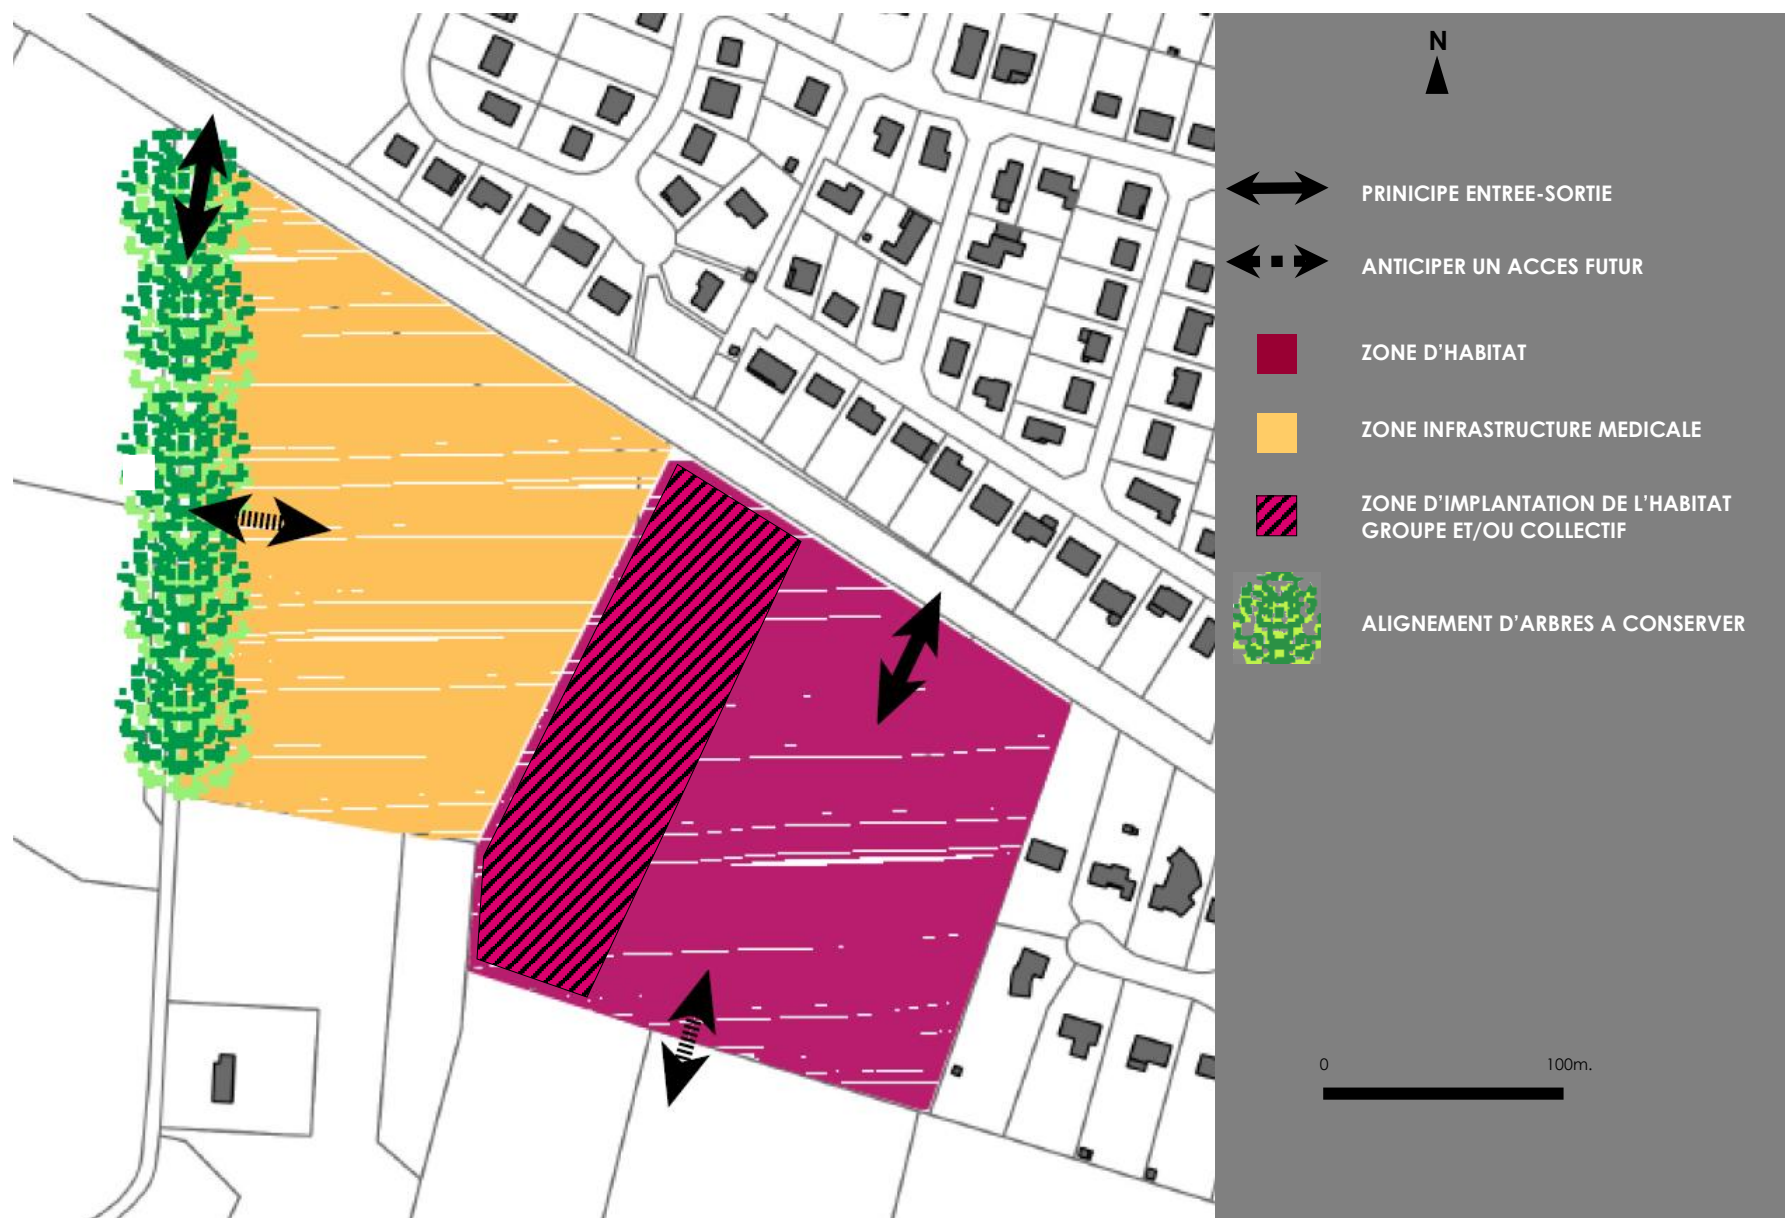 N
PRINICIPE ENTREE-SORTIE
ANTICIPER UN ACCES FUTUR
ZONE D'HABITAT
ZONE INFRASTRUCTURE MEDICALE
ZONE D'IMPLANTATION DE L'HABITAT
GROUPE ET/OU COLLECTIF
ALIGNEMENT D'ARBRES A CONSERVER
0 100m.